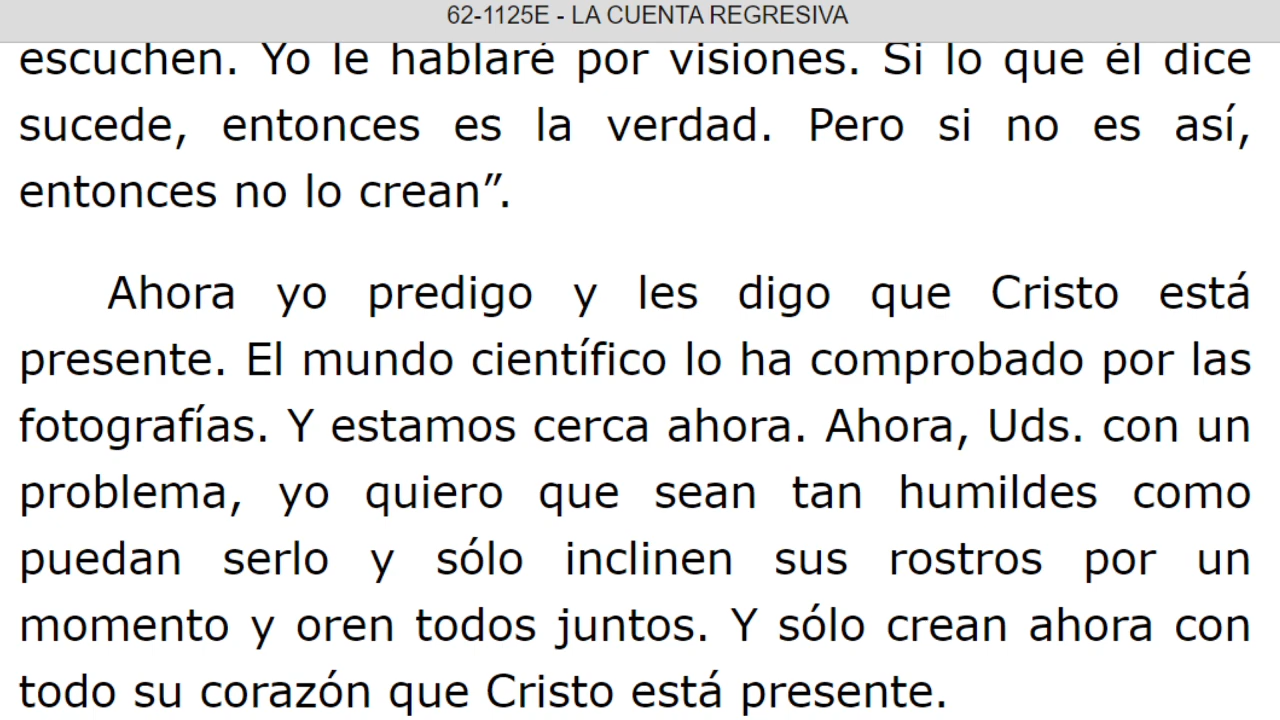 62-1125E - LA CUENTA REGRESIVA
escuchen. Yo le hablaré por visiones. Si lo que él dice
sucede, entonces es la verdad. Pero si no es así,
entonces no lo crean”.
Ahora yo predigo y les digo que Cristo está
presente. El mundo científico lo ha comprobado por las
fotografías. Y estamos cerca ahora. Ahora, Uds. con un
problema, yo quiero que sean tan humildes como
puedan serlo y sólo inclinen sus rostros por un
momento y oren todos juntos. Y sólo crean ahora con
todo su corazón que Cristo está presente.